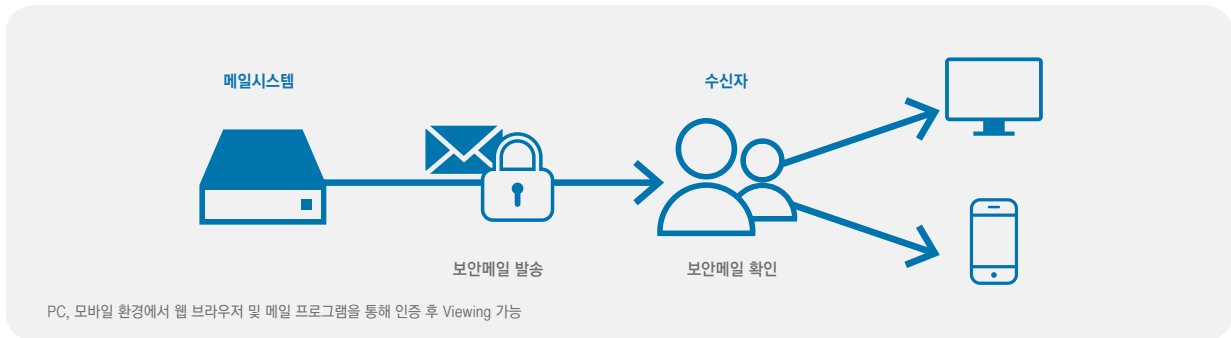 메일시스템
수신자
보안메일 발송
보안메일 확인
PC, 모바일 환경에서 웹 브라우저 및 메일 프로그램을 통해 인증 후 Viewing 가능